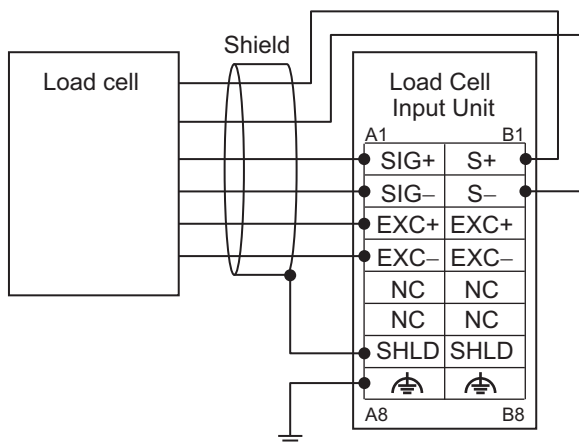 Shield
Load cell
Load Cell
Input Unit
A1 B1
SIG+ S+
SIG− S−
EXC+ EXC+
EXC− EXC−
NC NC
NC NC
SHLD SHLD
A8 B8